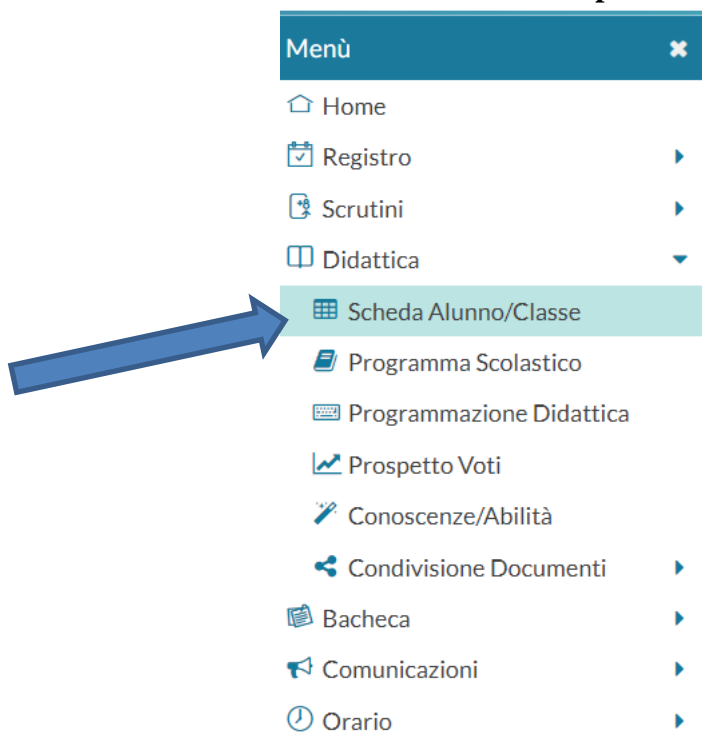 Menù
Home
Registro
Scrutini
Didattica
Scheda Alunno/Classe
Programma Scolastico
Programmazione Didattica
Prospetto Voti
Conoscenze/Abilità
Condivisione Documenti
Bacheca
Comunicazioni
Orario